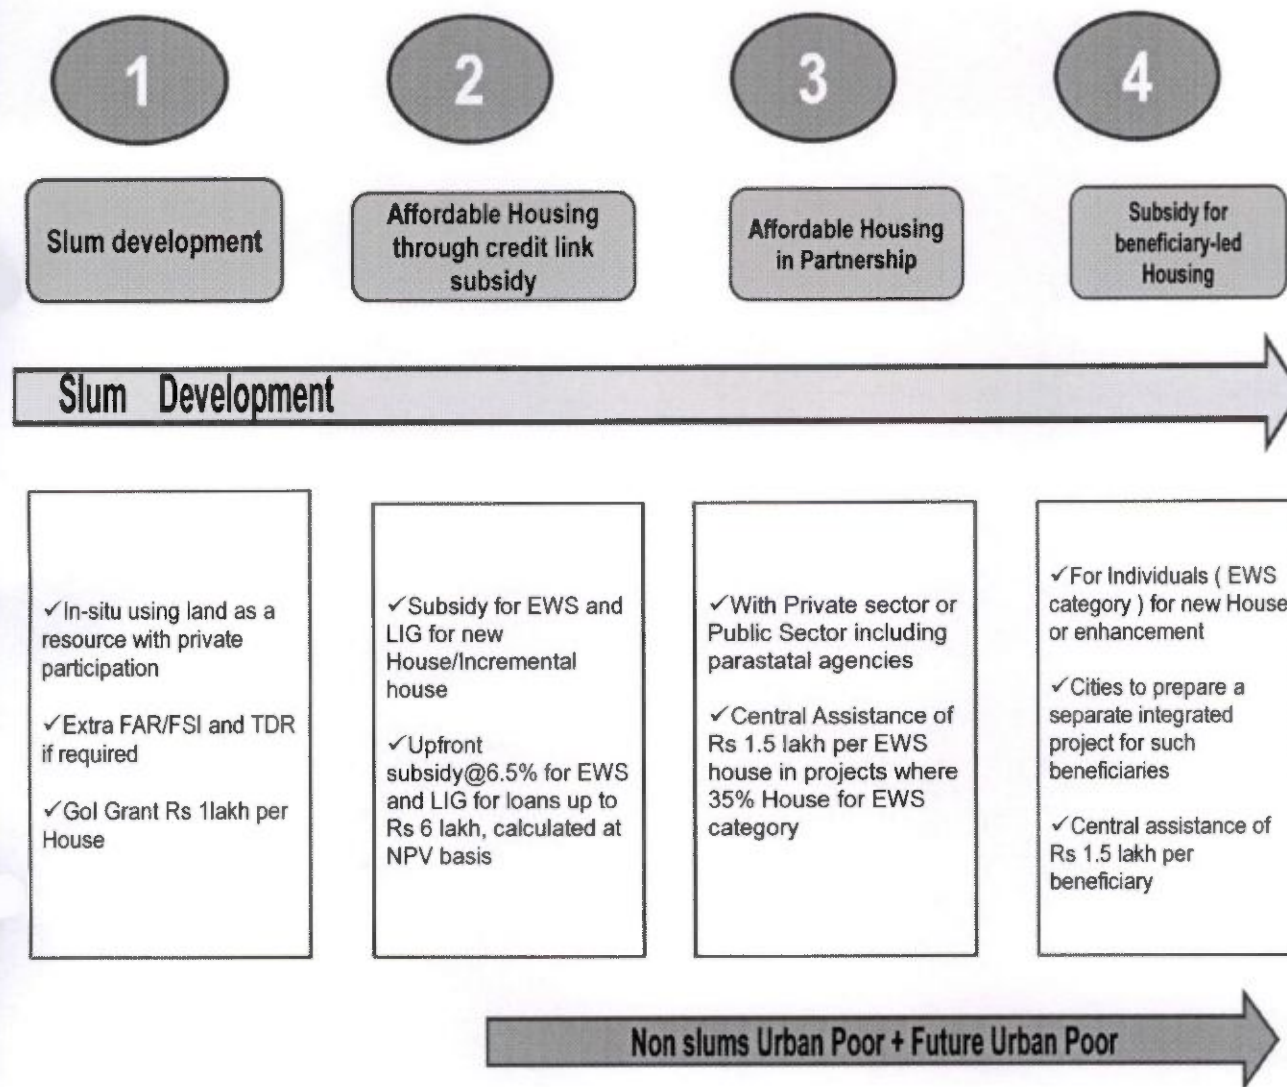 1
2
3
4
Slum development
Affordable Housing
through credit link
subsidy
Affordable Housing
in Partnership
Subsidy for
beneficiary-led
Housing
Slum Development
✓In-situ using land as a
resource with private
participation
✓Extra FAR/FSI and TDR
if required
✓GoI Grant Rs 1lakh per
House
✓Subsidy for EWS and
LIG for new
House/Incremental
house
✓Upfront
subsidy@6.5% for EWS
and LIG for loans up to
Rs 6 lakh, calculated at
NPV basis
✓With Private sector or
Public Sector including
parastatal agencies
✓Central Assistance of
Rs 1.5 lakh per EWS
house in projects where
35% House for EWS
category
✓For Individuals ( EWS
category ) for new House
or enhancement
✓Cities to prepare a
separate integrated
project for such
beneficiaries
✓Central assistance of
Rs 1.5 lakh per
beneficiary
Non slums Urban Poor + Future Urban Poor